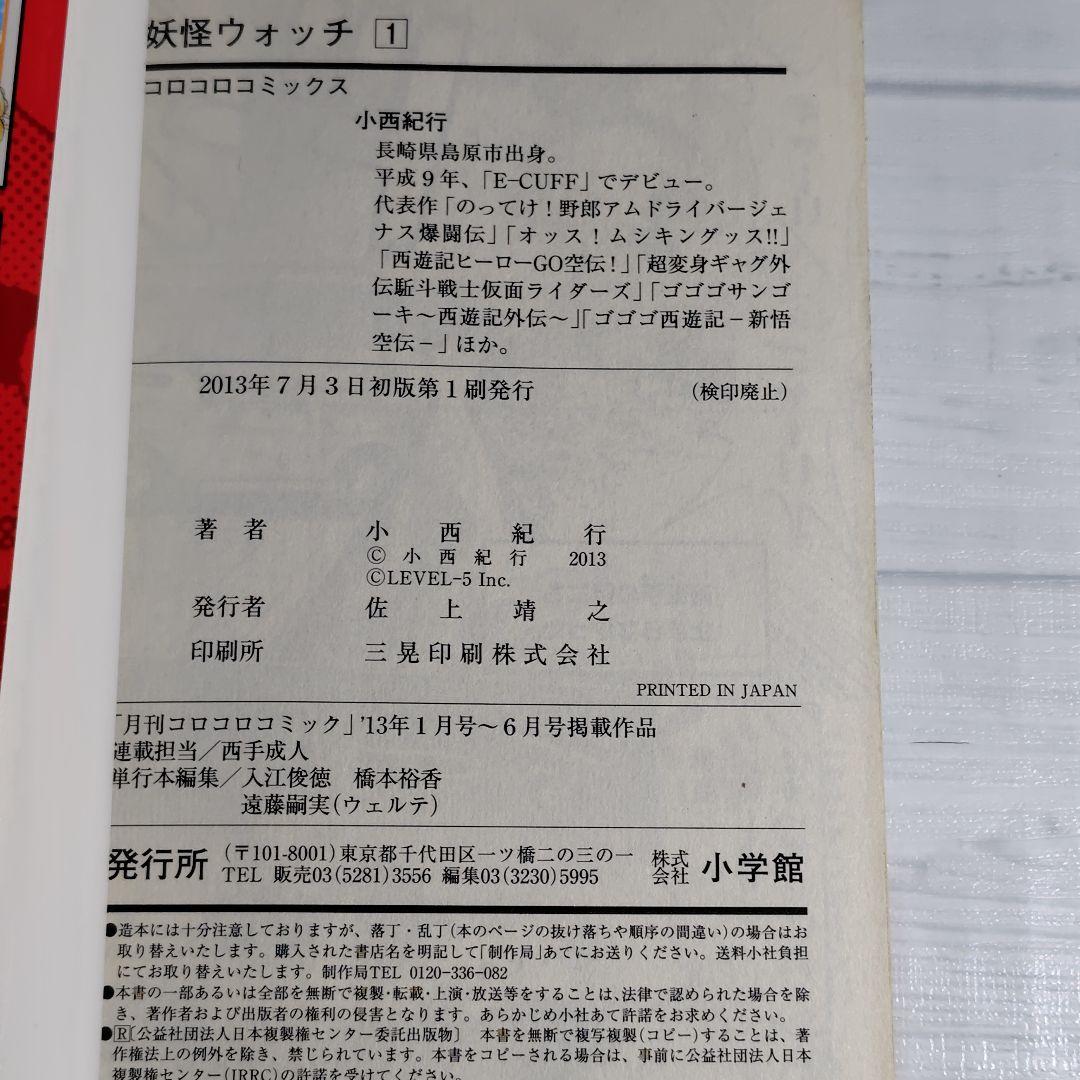 妖怪ウォッチ 1
コロコロコミックス
小西紀行
長崎県島原市出身。
平成9年、「E-CUFF」でデビュー。
代表作「のってけ！野郎アムドライバージェ
ナス爆闘伝」「オッス！ムシキングッス!!」
「西遊記ヒーローGO空伝！」「超変身ギャグ外
伝駈斗戦士仮面ライダーズ」「ゴゴゴサンゴ
ーキ〜西遊記外伝〜」「ゴゴゴ西遊記－新悟
空伝－」ほか。
2013年7月3日初版第1刷発行 (検印廃止)
著者 小西紀行
©小西紀行 2013
©LEVEL-5 Inc.
発行者 佐上靖之
印刷所 三晃印刷株式会社
PRINTED IN JAPAN
「月刊コロコロコミック」'13年1月号〜6月号掲載作品
連載担当／西手成人
単行本編集／入江俊徳 橋本裕香
遠藤嗣実(ウェルテ)
発行所 (〒101-8001)東京都千代田区一ツ橋二の三の一 株式会社 小学館
TEL 販売03(5281)3556 編集03(3230)5995
●造本には十分注意しておりますが、落丁・乱丁(本のページの抜け落ちや順序の間違い)の場合はお
取り替えいたします。購入された書店名を明記して「制作局」あてにお送りください。送料小社負担
にてお取り替えいたします。制作局TEL 0120-336-082
●本書の一部あるいは全部を無断で複製・転載・上演・放送等をすることは、法律で認められた場合を除
き、著作者および出版者の権利の侵害となります。あらかじめ小社あて許諾をお求めください。
●R〔公益社団法人日本複製権センター委託出版物〕 本書を無断で複写複製(コピー)することは、著
作権法上の例外を除き、禁じられています。本書をコピーされる場合は、事前に公益社団法人日本
複製権センター(JRRC)の許諾を受けてください。